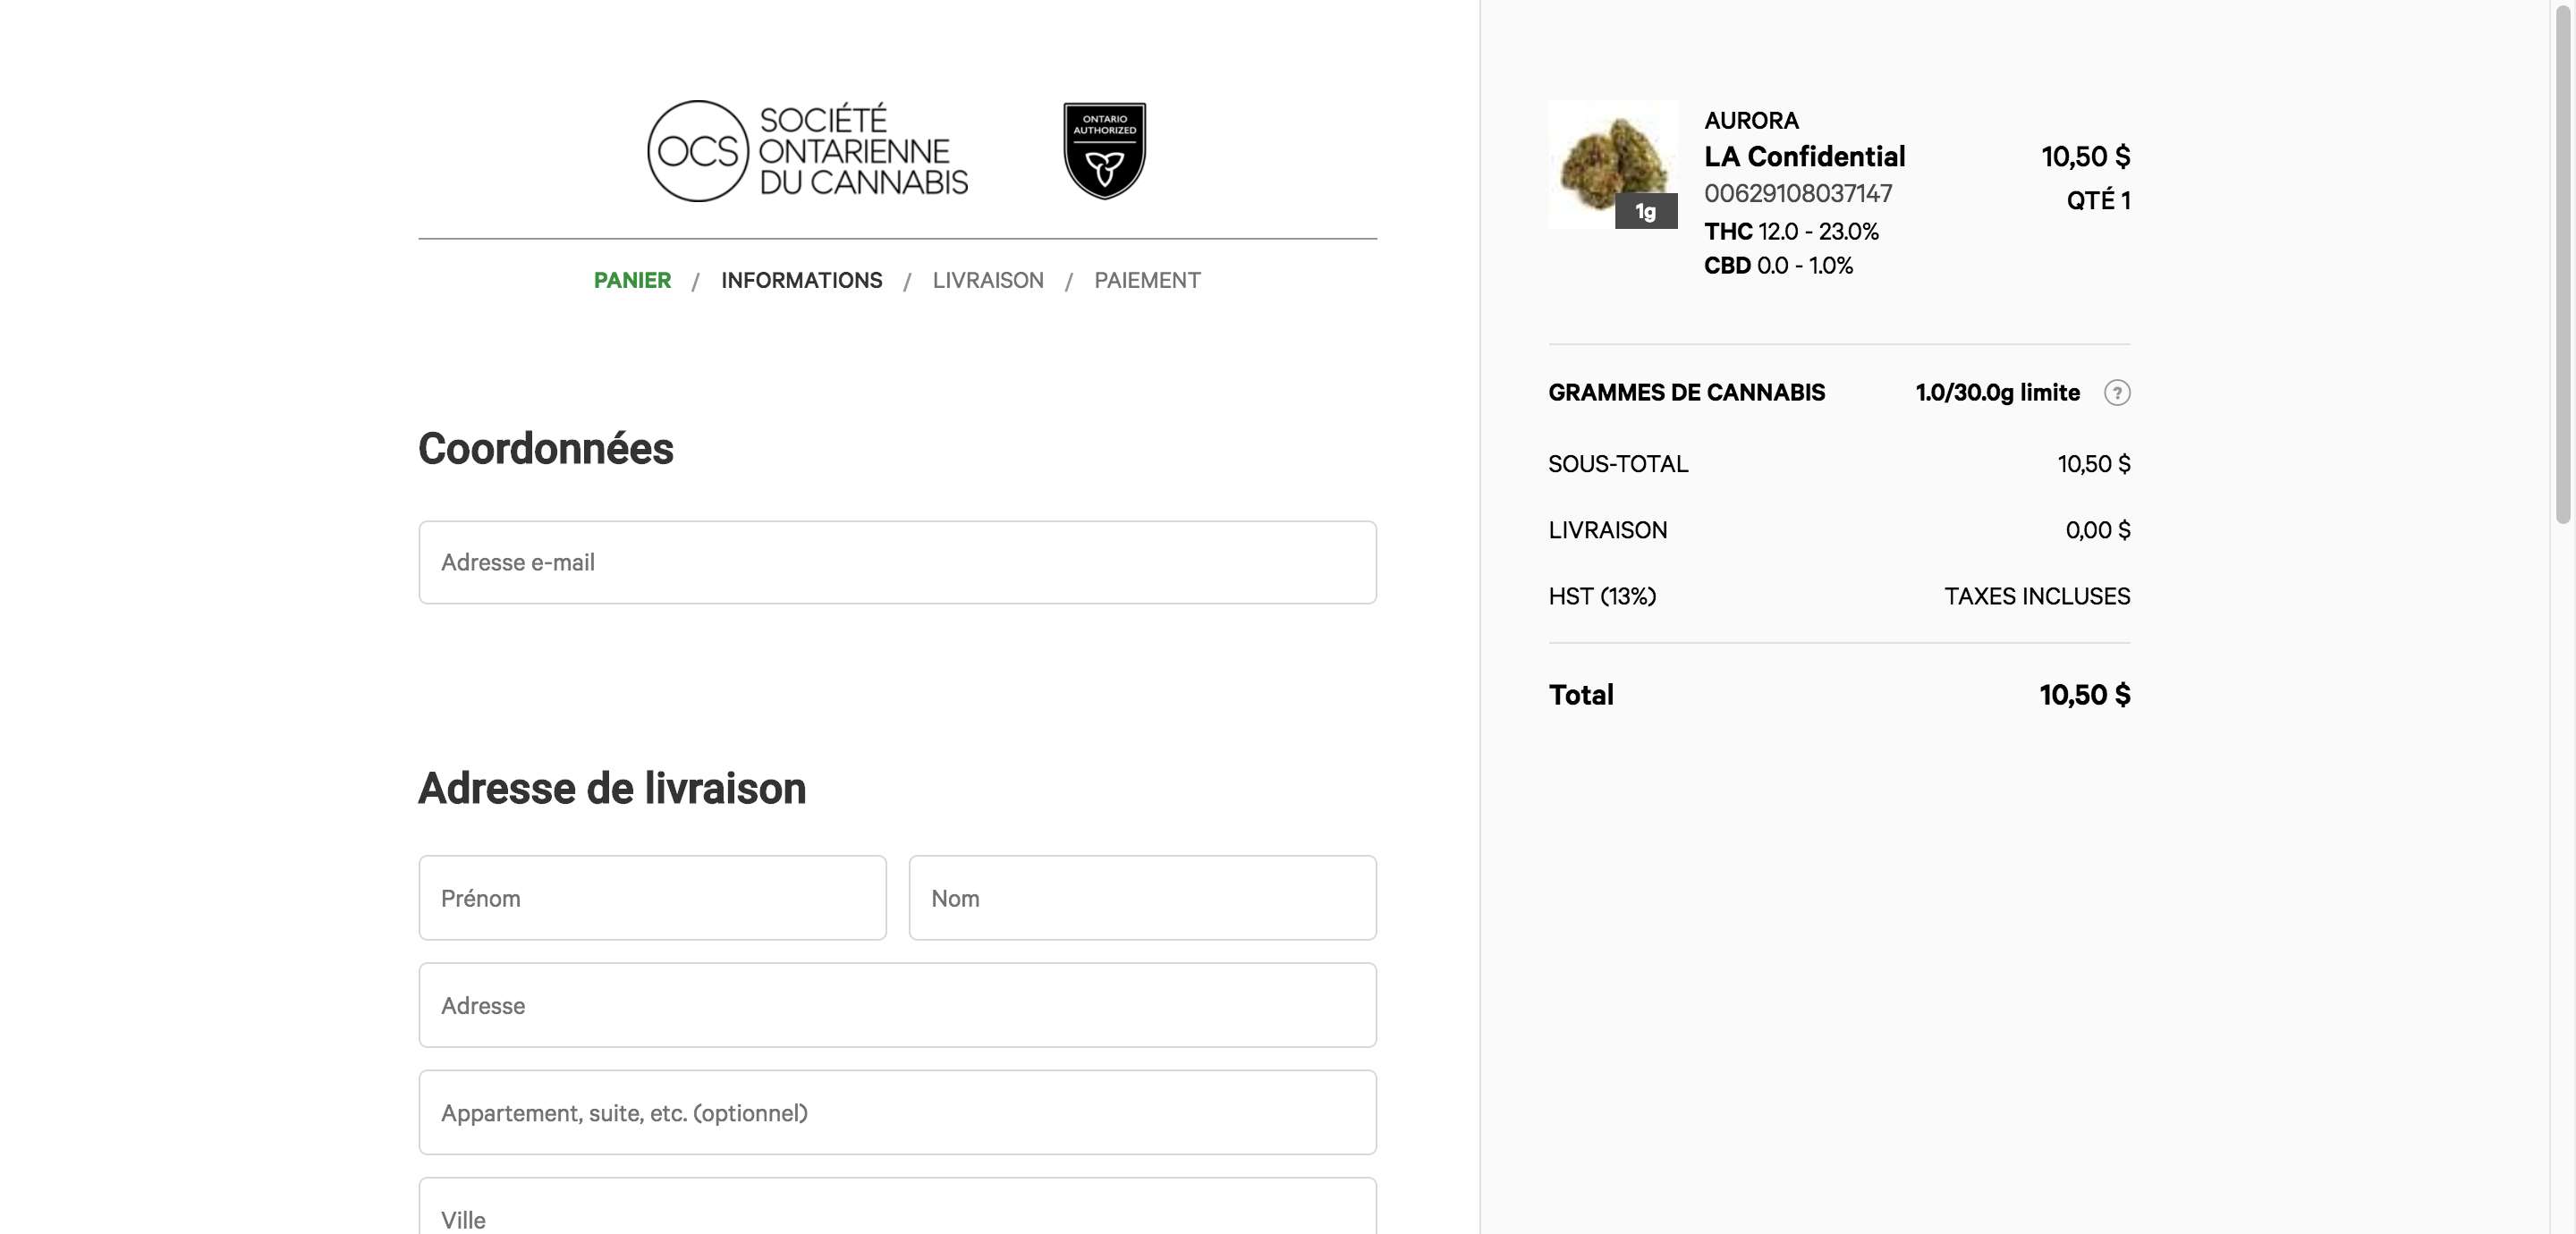 OCS
SOCIÉTÉ
ONTARIENNE
DU CANNABIS
ONTARIO
AUTHORIZED
PANIER / INFORMATIONS / LIVRAISON / PAIEMENT
Coordonnées
Adresse e-mail
Adresse de livraison
Prénom
Nom
Adresse
Appartement, suite, etc. (optionnel)
Ville
1g
AURORA
LA Confidential 10,50 $
00629108037147 QTÉ 1
THC 12.0 - 23.0%
CBD 0.0 - 1.0%
GRAMMES DE CANNABIS 1.0/30.0g limite ?
SOUS-TOTAL 10,50 $
LIVRAISON 0,00 $
HST (13%) TAXES INCLUSES
Total 10,50 $